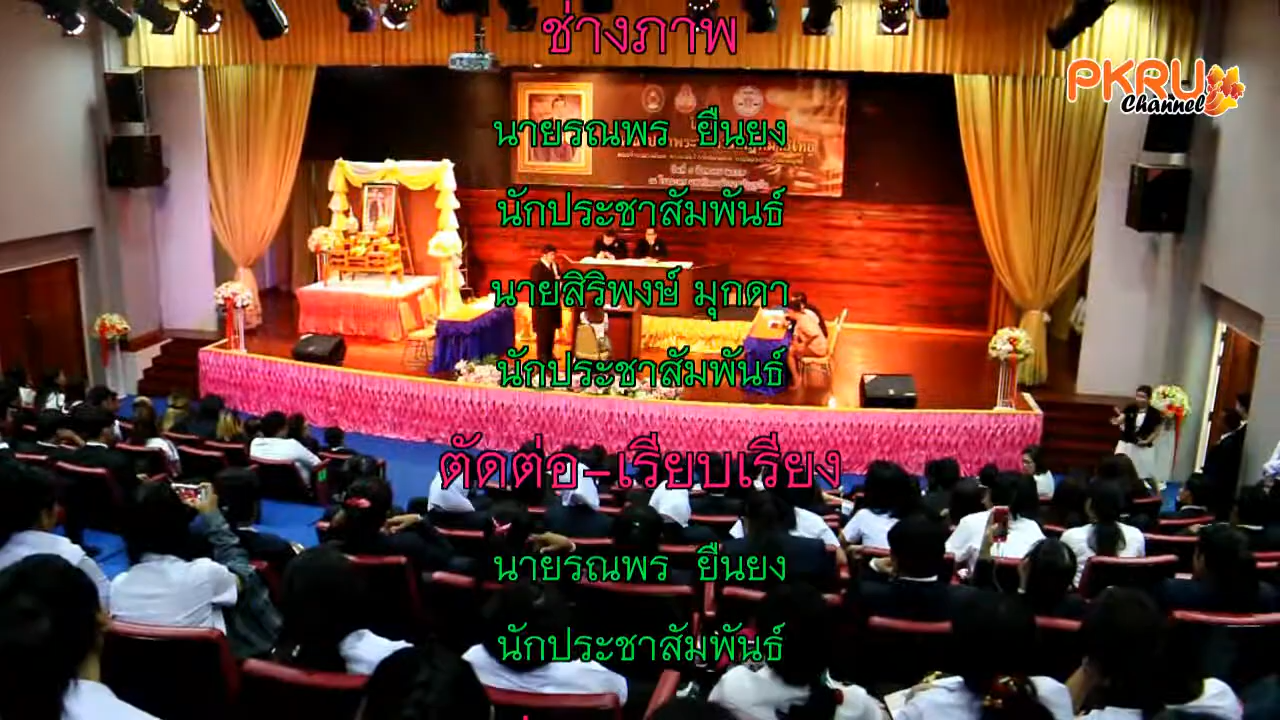 ช่างภาพ
PKRU
Channel
นายรณพร ยืนยง
นักประชาสัมพันธ์
นายสิริพงษ์ มุกดา
นักประชาสัมพันธ์
ตัดต่อ-เรียบเรียง
นายรณพร ยืนยง
นักประชาสัมพันธ์